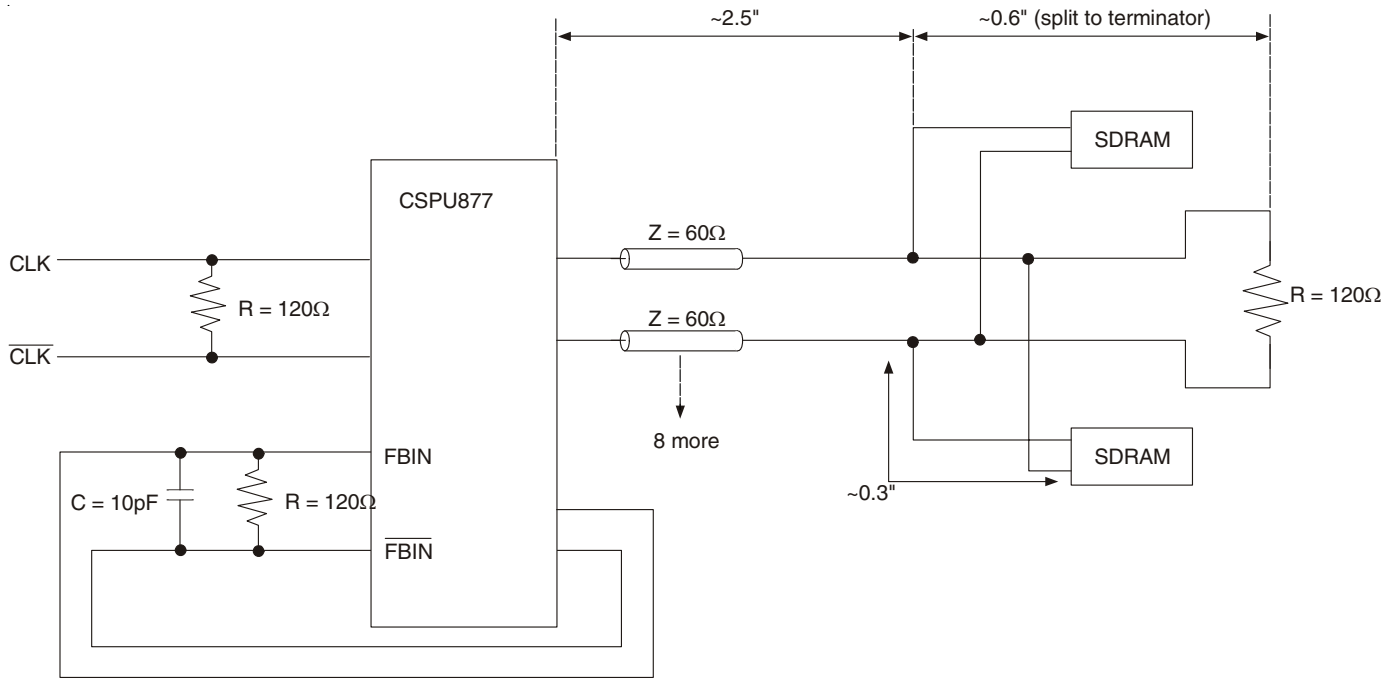 ~2.5"
~0.6" (split to terminator)
SDRAM
CSPU877
Z = 60Ω
CLK
R = 120Ω
R = 120Ω
Z = 60Ω
CLK
8 more
FBIN
SDRAM
C = 10pF
R = 120Ω
~0.3"
FBIN